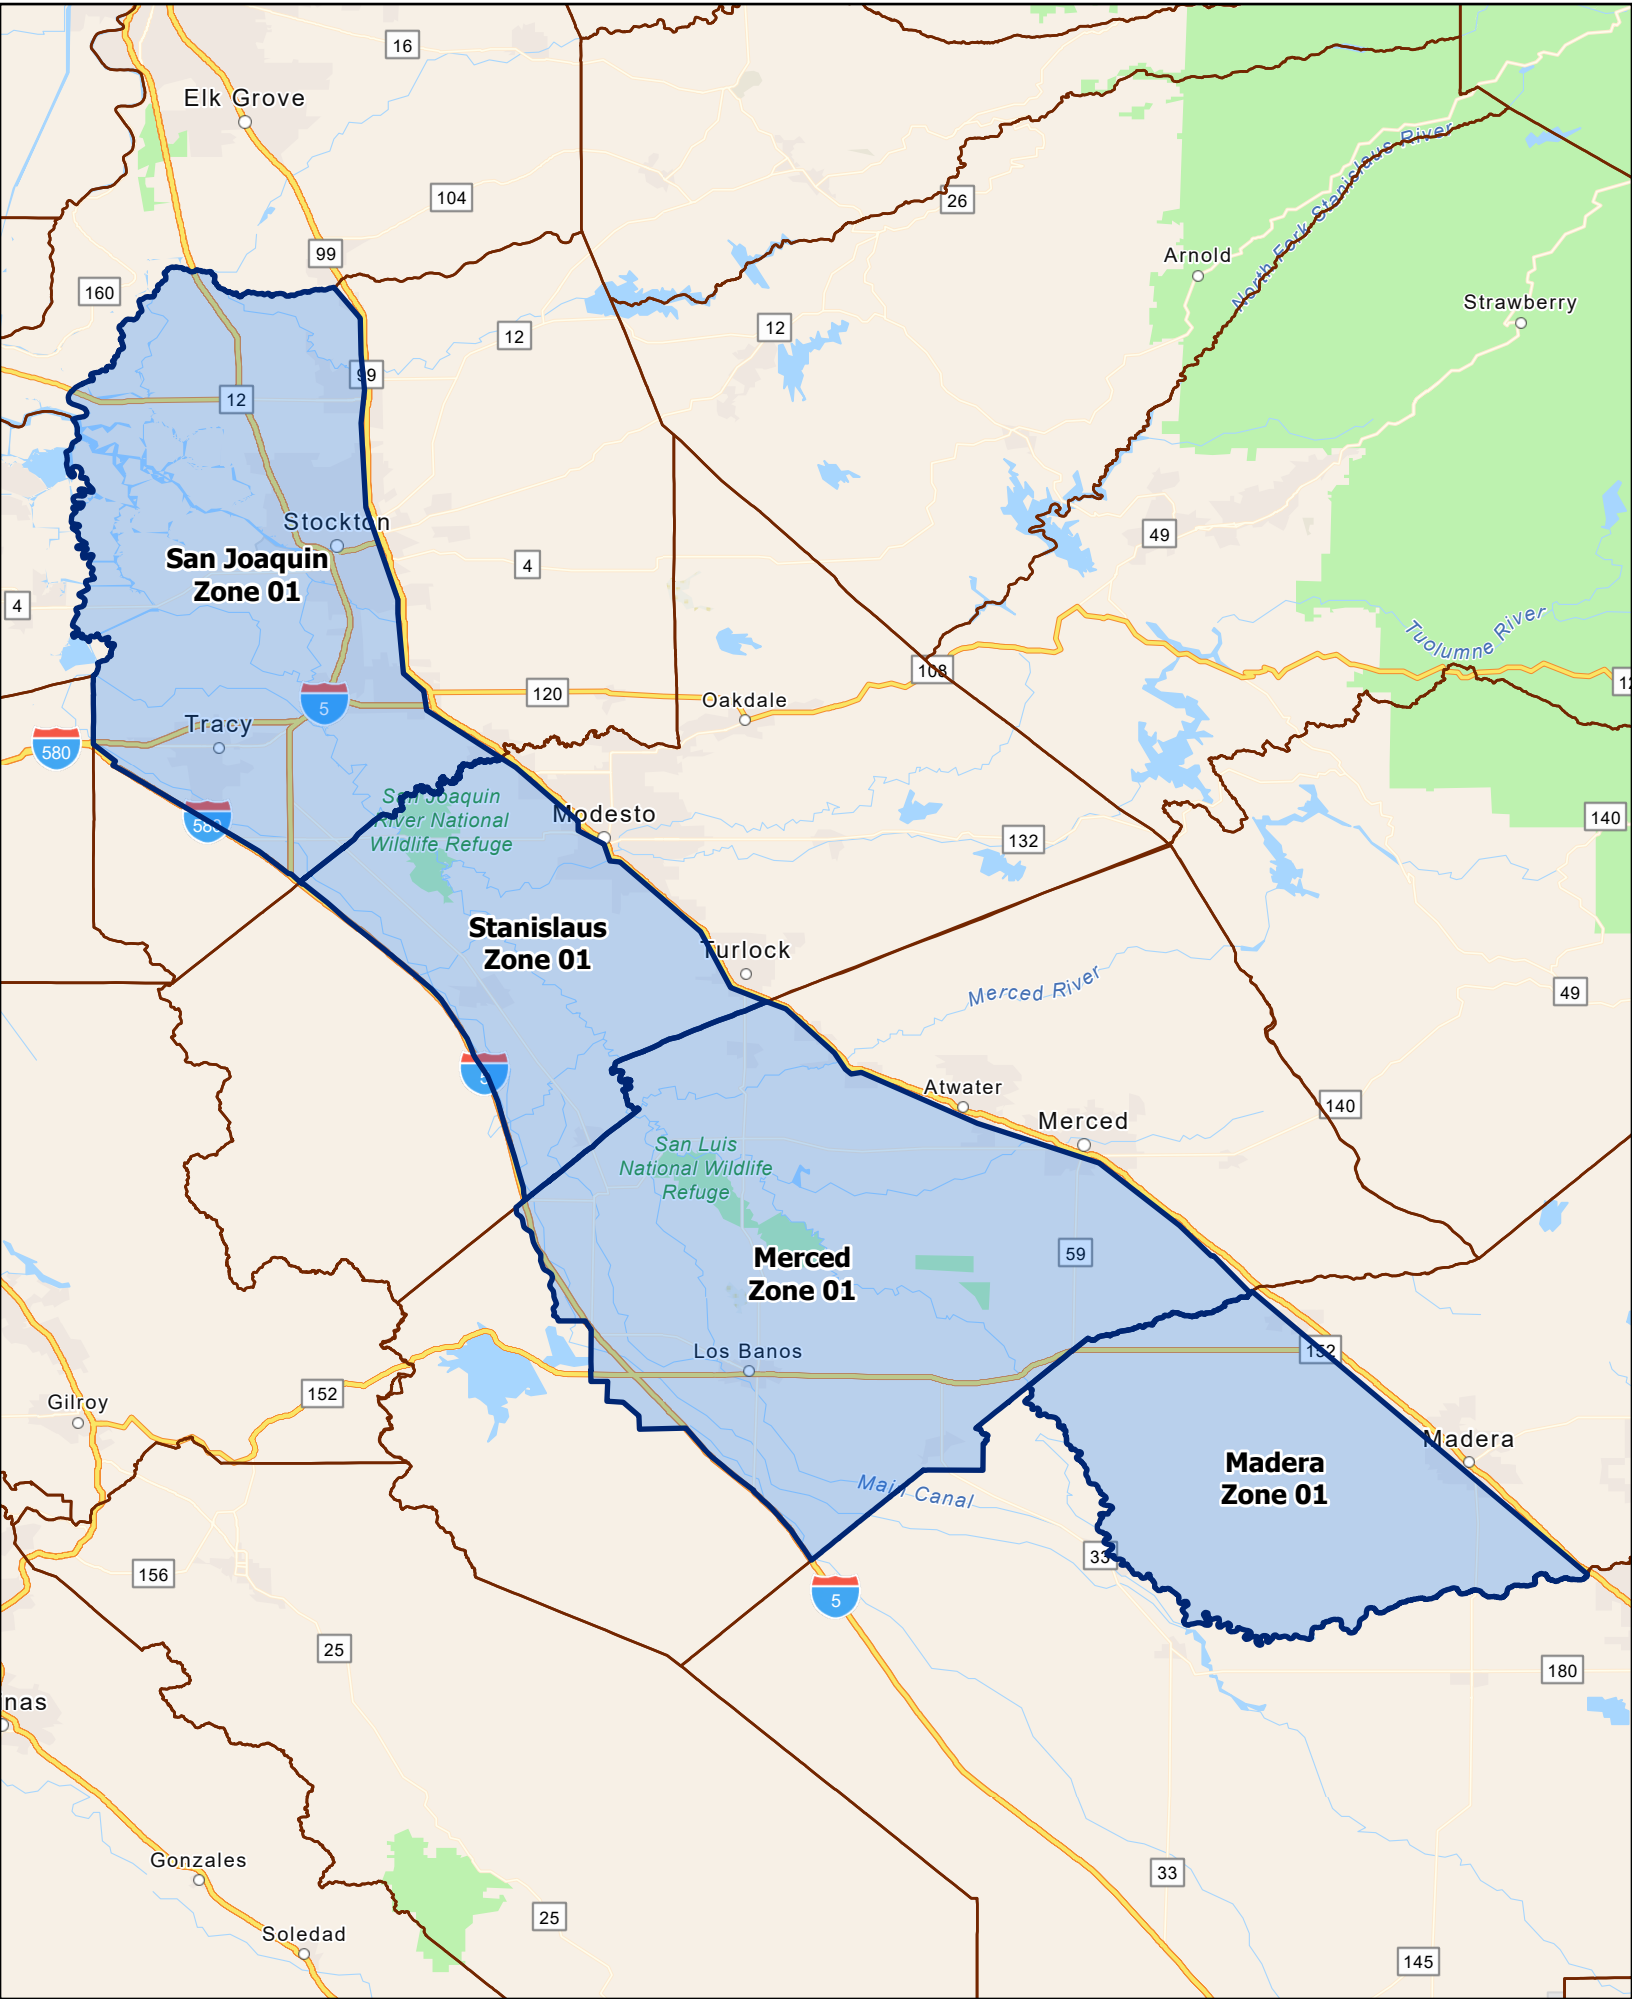 16
Elk Grove
104
26
North Fork Stanislaus River
99
Arnold
160
Strawberry
12
12
99
12
Stockton
49
San Joaquin
Zone 01
4
4
Tuolumne River
108
120
Oakdale
5
Tracy
580
San Joaquin
River National
Wildlife Refuge
580
Modesto
140
132
Stanislaus
Zone 01
Turlock
Merced River
49
5
Atwater
Merced
140
San Luis
National Wildlife
Refuge
59
Merced
Zone 01
Los Banos
152
152
Gilroy
Madera
Madera
Zone 01
Main Canal
33
156
5
25
180
nas
Gonzales
33
25
Soledad
145